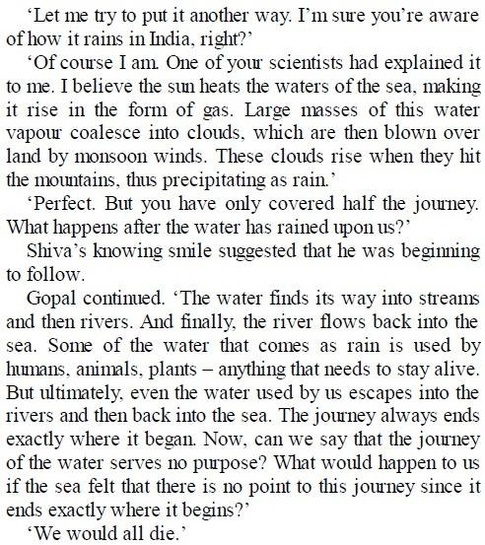 ‘Let me try to put it another way. I’m sure you’re aware
of how it rains in India, right?’
‘Of course I am. One of your scientists had explained it
to me. I believe the sun heats the waters of the sea, making
it rise in the form of gas. Large masses of this water
vapour coalesce into clouds, which are then blown over
land by monsoon winds. These clouds rise when they hit
the mountains, thus precipitating as rain.’
‘Perfect. But you have only covered half the journey.
What happens after the water has rained upon us?’
Shiva’s knowing smile suggested that he was beginning
to follow.
Gopal continued. ‘The water finds its way into streams
and then rivers. And finally, the river flows back into the
sea. Some of the water that comes as rain is used by
humans, animals, plants – anything that needs to stay alive.
But ultimately, even the water used by us escapes into the
rivers and then back into the sea. The journey always ends
exactly where it began. Now, can we say that the journey
of the water serves no purpose? What would happen to us
if the sea felt that there is no point to this journey since it
ends exactly where it begins?’
‘We would all die.’